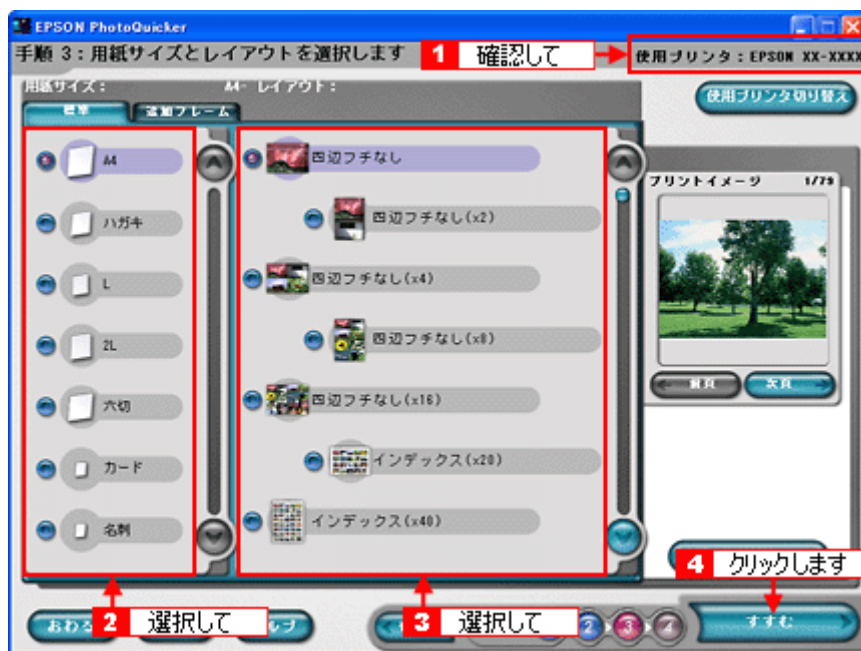 EPSON PhotoQuicker
手順 3：用紙サイズとレイアウトを選択します
1 確認して
使用プリンタ：EPSON XX-XXXX
用紙サイズ：
A4- レイアウト：
使用プリンタ切り替え
標準
追加フレーム
A4
ハガキ
L
2L
六切
カード
名刺
四辺フチなし
四辺フチなし(x2)
四辺フチなし(x4)
四辺フチなし(x8)
四辺フチなし(x16)
インデックス(x20)
インデックス(x40)
プリントイメージ 1/79
前頁
次頁
4 クリックします
2 選択して
3 選択して
おわる
ルプ
2
3
4
すすむ